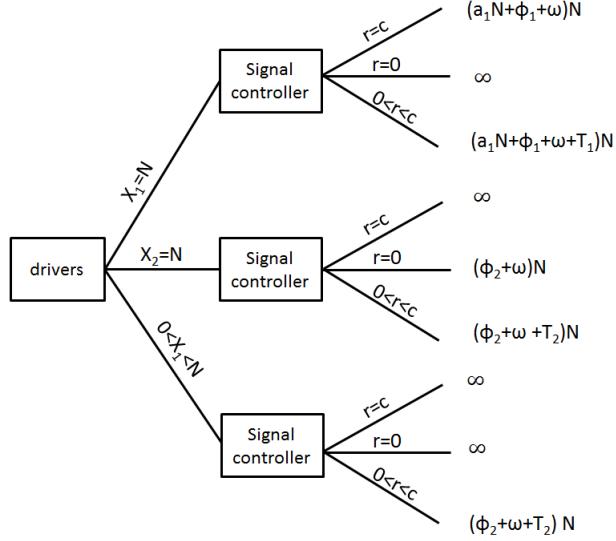 drivers
X₁=N
X₂=N
0<X₁<N
Signal
controller
r=c
(a₁N+ϕ₁+ω)N
r=0
∞
0<r<c
(a₁N+ϕ₁+ω+T₁)N
Signal
controller
r=c
∞
r=0
(ϕ₂+ω)N
0<r<c
(ϕ₂+ω +T₂)N
Signal
controller
r=c
∞
r=0
∞
0<r<c
(ϕ₂+ω+T₂) N